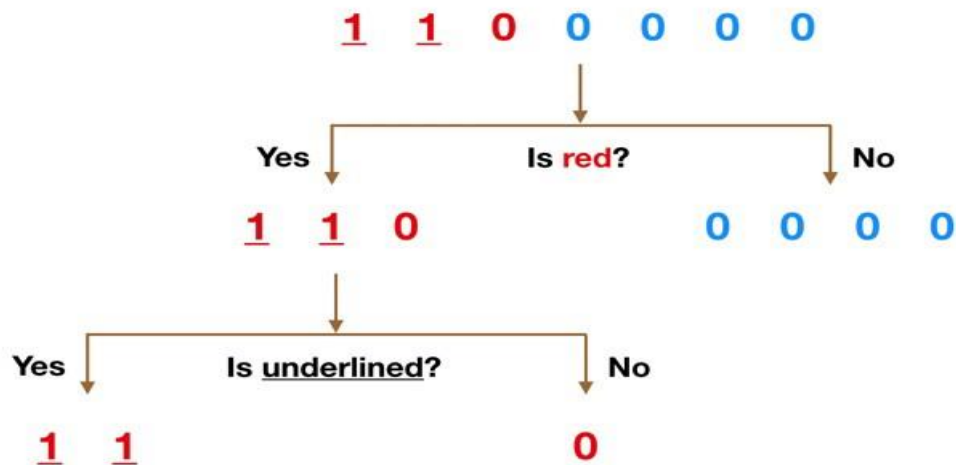 1 1 0 0 0 0 0
Yes Is red? No
1 1 0 0 0 0 0
Yes Is underlined? No
1 1 0